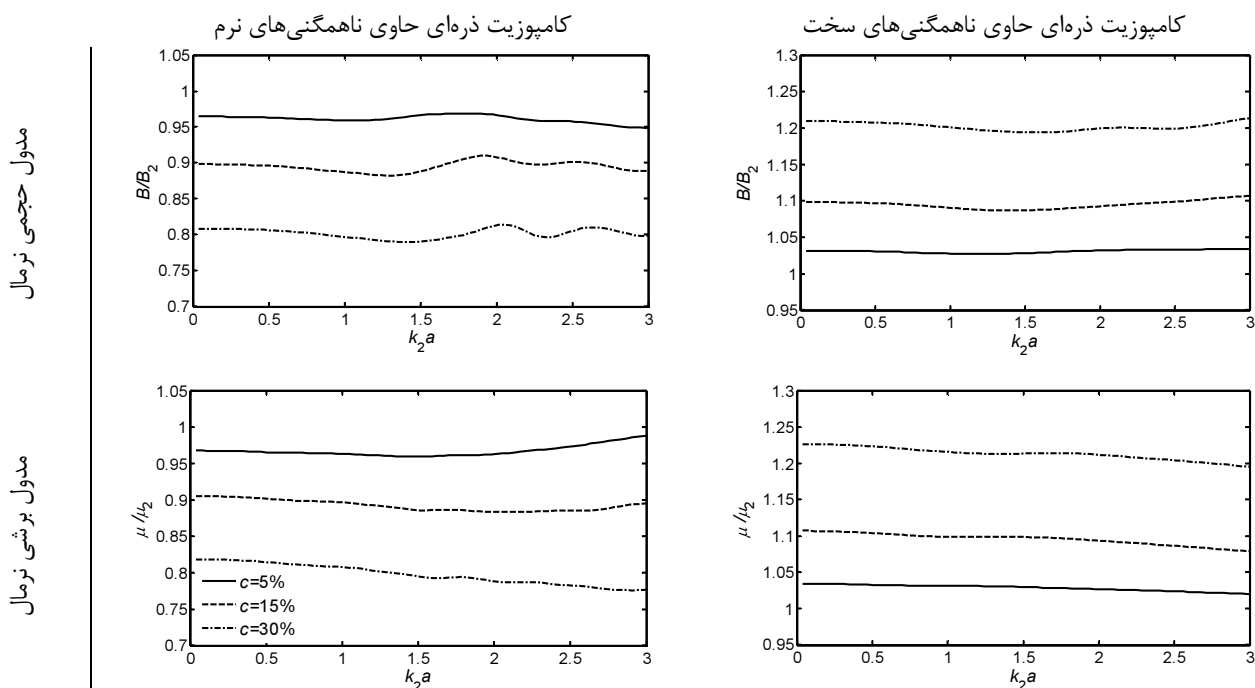 کامپوزیت ذره‌ای حاوی ناهمگنی‌های نرم
کامپوزیت ذره‌ای حاوی ناهمگنی‌های سخت
مدول حجمی نرمال
B/B2
1.05
1
0.95
0.9
0.85
0.8
0.75
0.7
0 0.5 1 1.5 2 2.5 3
k2a
B/B2
1.3
1.25
1.2
1.15
1.1
1.05
1
0.95
0 0.5 1 1.5 2 2.5 3
k2a
مدول برشی نرمال
μ/μ2
1.05
1
0.95
0.9
0.85
0.8
0.75
0.7
0 0.5 1 1.5 2 2.5 3
k2a
c=5%
c=15%
c=30%
μ/μ2
1.3
1.25
1.2
1.15
1.1
1.05
1
0.95
0 0.5 1 1.5 2 2.5 3
k2a